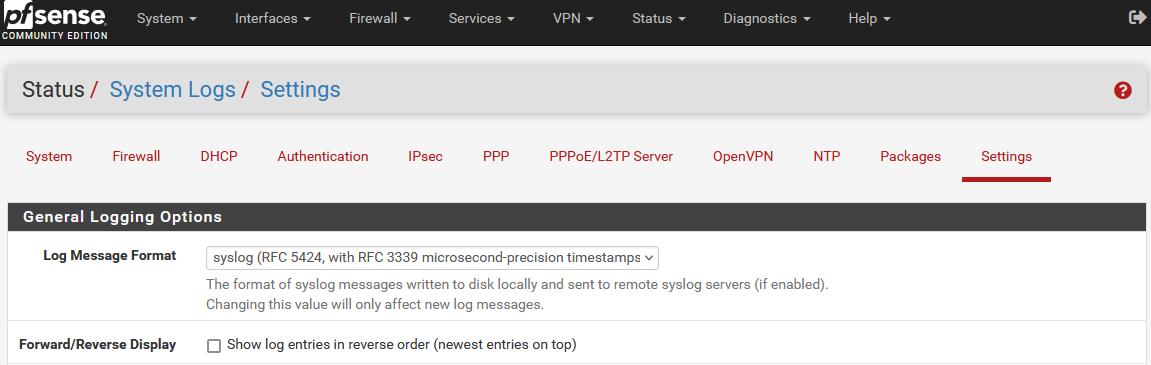 pfsense
COMMUNITY EDITION
System Interfaces Firewall Services VPN Status Diagnostics Help
Status / System Logs / Settings
System Firewall DHCP Authentication IPsec PPP PPPoE/L2TP Server OpenVPN NTP Packages Settings
General Logging Options
Log Message Format syslog (RFC 5424, with RFC 3339 microsecond-precision timestamps
The format of syslog messages written to disk locally and sent to remote syslog servers (if enabled).
Changing this value will only affect new log messages.
Forward/Reverse Display Show log entries in reverse order (newest entries on top)